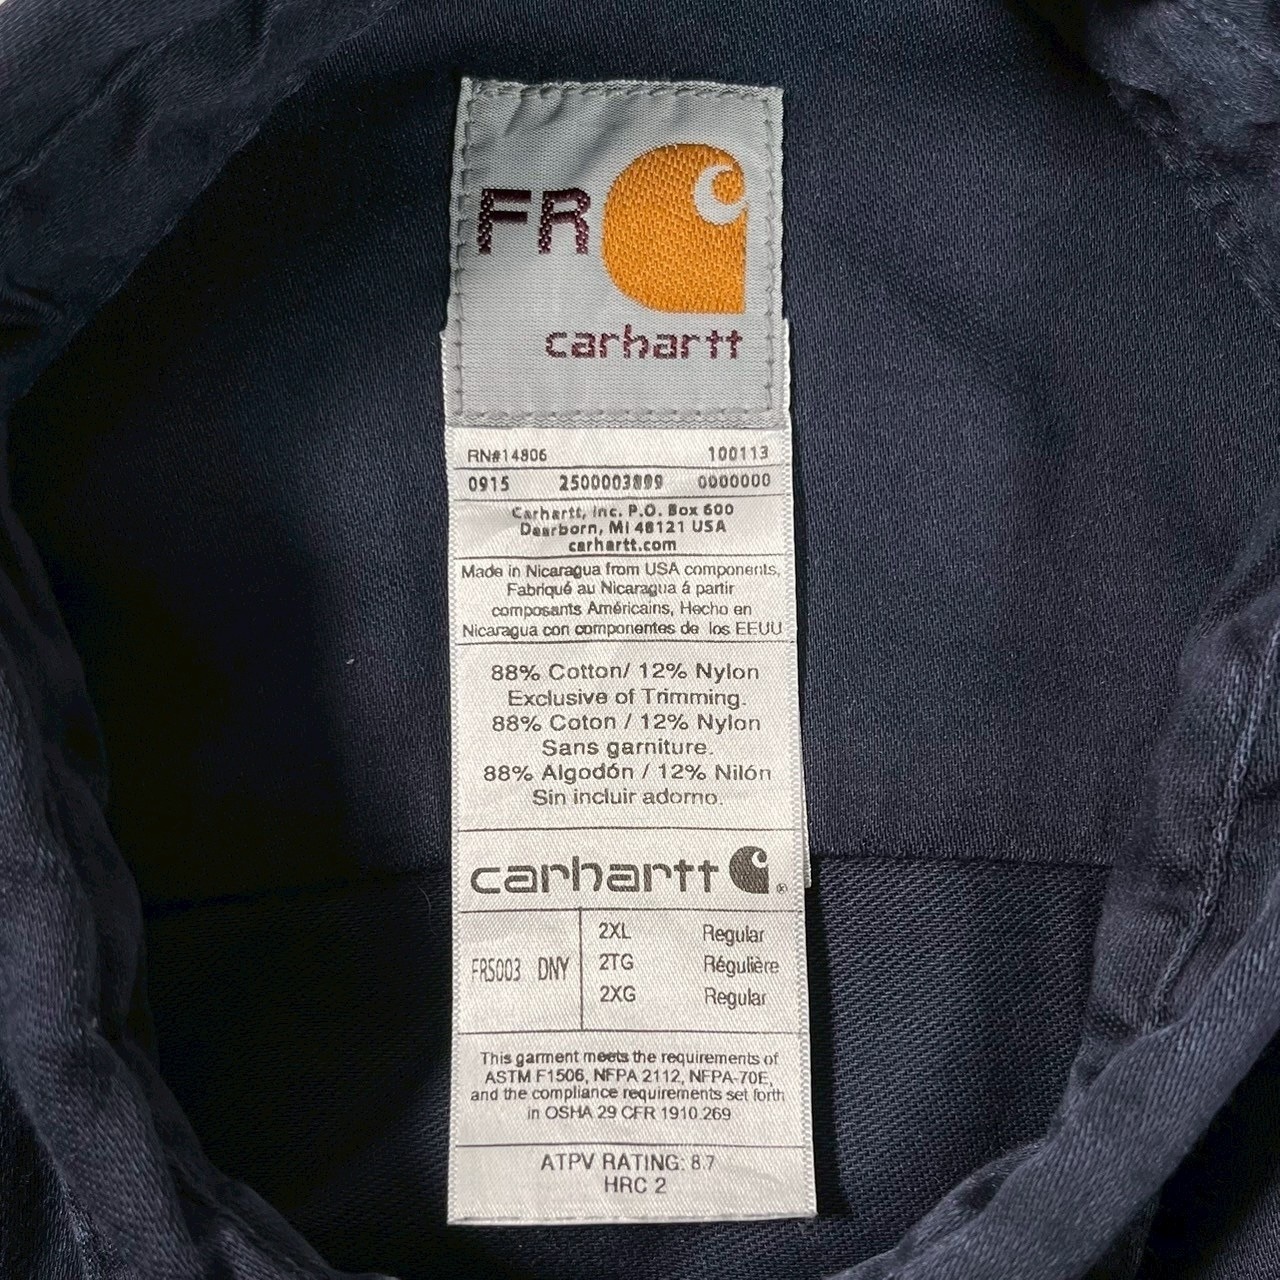 FR
carhartt
RN#14806 100113
0915 2500003899 0000000
Carhartt, Inc. P.O. Box 600
Dearborn, MI 48121 USA
carhartt.com
Made in Nicaragua from USA components,
Fabriqué au Nicaragua á partir
composants Américains, Hecho en
Nicaragua con componentes de los EEUU
88% Cotton/ 12% Nylon
Exclusive of Trimming.
88% Coton / 12% Nylon
Sans garniture.
88% Algodón / 12% Nilón
Sin incluir adorno.
carhartt ®
2XL Regular
FRS003 DNY 2TG Régulière
2XG Regular
This garment meets the requirements of
ASTM F1506, NFPA 2112, NFPA-70E,
and the compliance requirements set forth
in OSHA 29 CFR 1910.269
ATPV RATING: 8.7
HRC 2